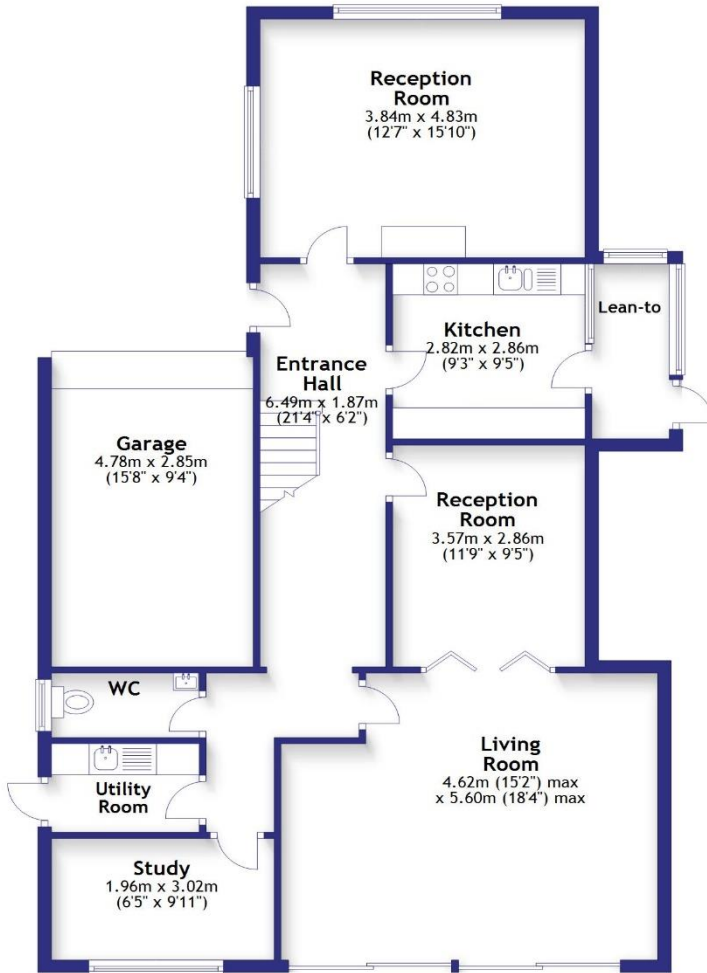 Reception
Room
3.84m x 4.83m
(12'7" x 15'10")
Lean-to
Kitchen
2.82m x 2.86m
(9'3" x 9'5")
Entrance
Hall
6.49m x 1.87m
(21'4" x 6'2")
Garage
4.78m x 2.85m
(15'8" x 9'4")
Reception
Room
3.57m x 2.86m
(11'9" x 9'5")
WC
Living
Room
4.62m (15'2") max
x 5.60m (18'4") max
Utility
Room
Study
1.96m x 3.02m
(6'5" x 9'11")